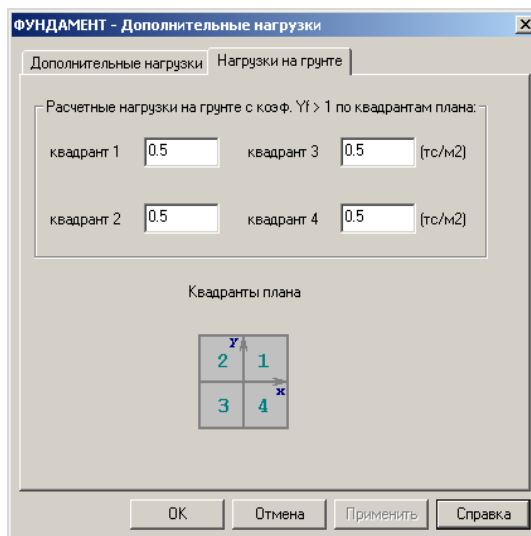 ФУНДАМЕНТ - Дополнительные нагрузки
Дополнительные нагрузки Нагрузки на грунте
Расчетные нагрузки на грунте с коэф. Yf > 1 по квадрантам плана:
квадрант 1 0.5 квадрант 3 0.5 (тс/м2)
квадрант 2 0.5 квадрант 4 0.5 (тс/м2)
Квадранты плана
Y
2 1
x
3 4
OK Отмена Применить Справка